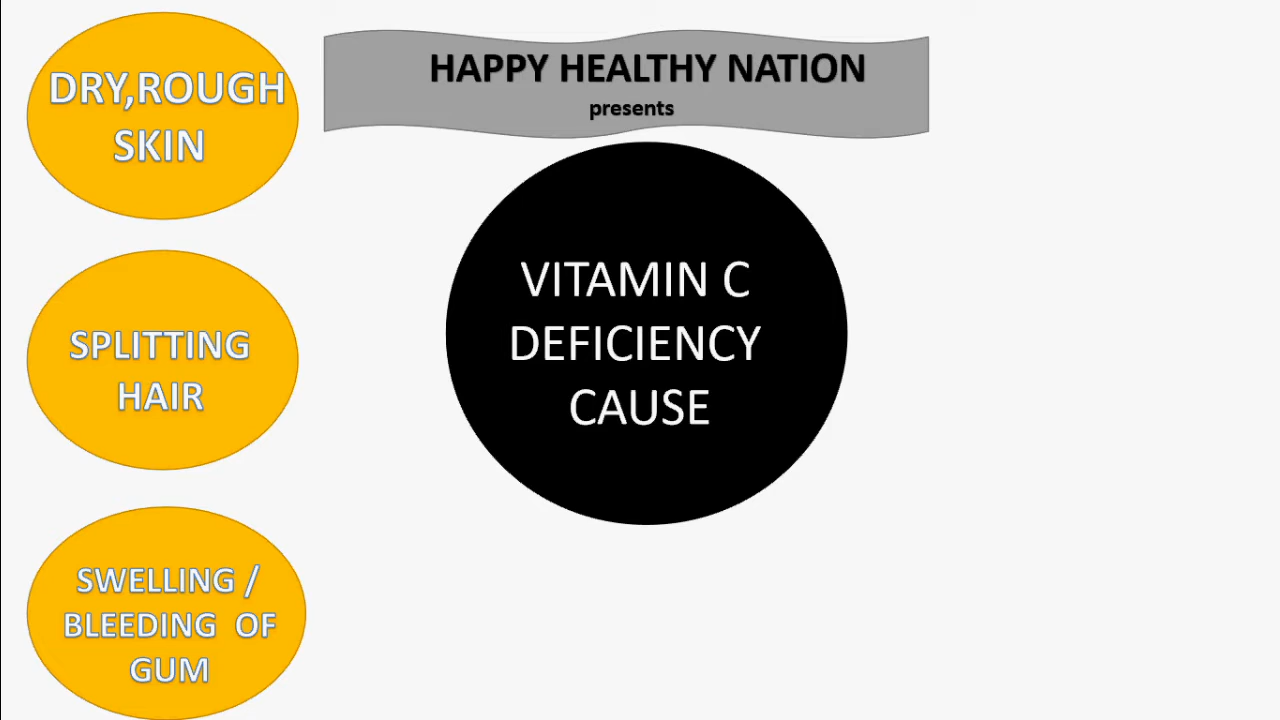 DRY,ROUGH
SKIN
HAPPY HEALTHY NATION
presents
SPLITTING
HAIR
VITAMIN C
DEFICIENCY
CAUSE
SWELLING /
BLEEDING OF
GUM